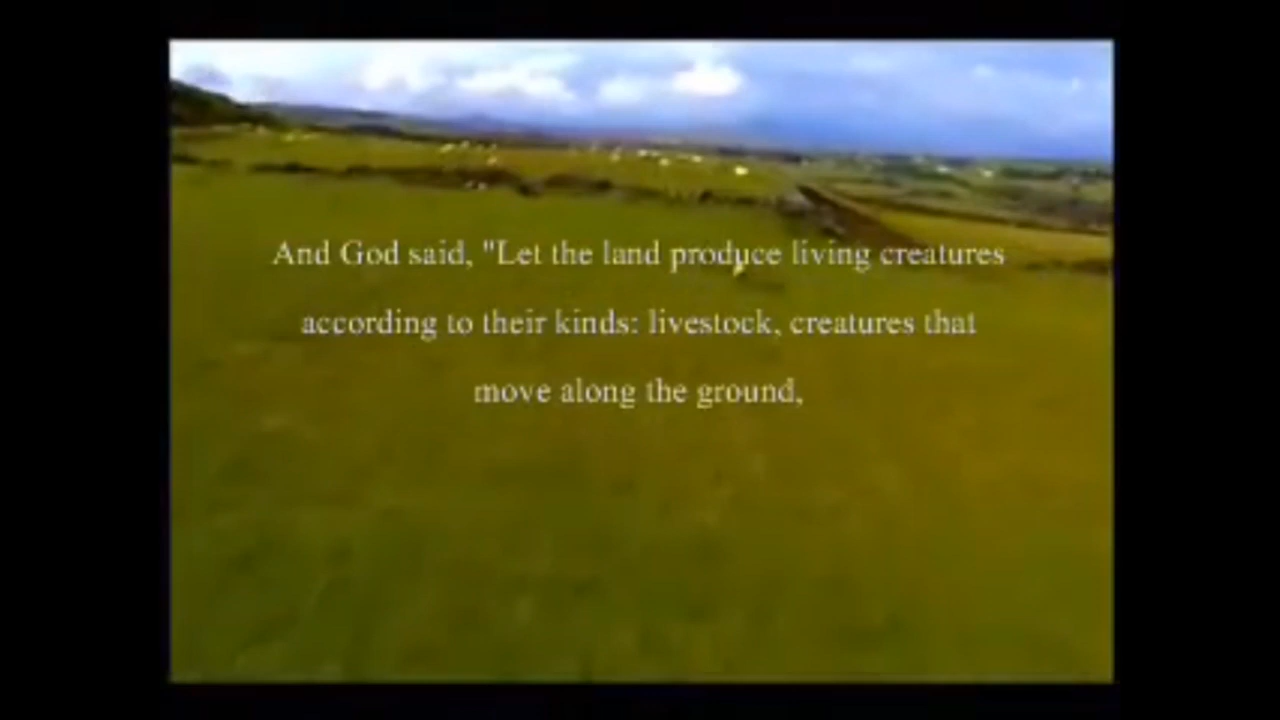 And God said, "Let the land produce living creatures
according to their kinds: livestock, creatures that
move along the ground,